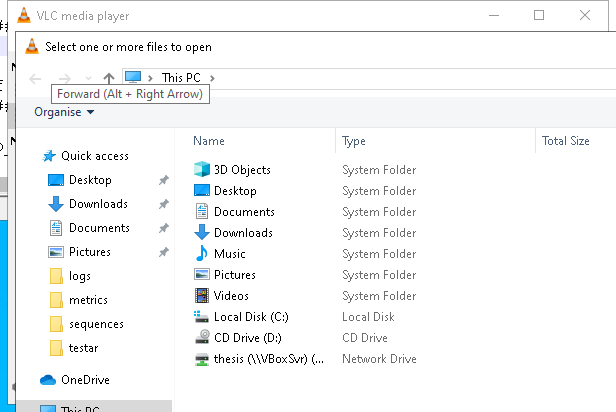 VLC media player
Select one or more files to open
This PC
Forward (Alt + Right Arrow)
Organise
Name Type Total Size
Quick access
Desktop
Downloads
Documents
Pictures
logs
metrics
sequences
testar
OneDrive
This PC
3D Objects System Folder
Desktop System Folder
Documents System Folder
Downloads System Folder
Music System Folder
Pictures System Folder
Videos System Folder
Local Disk (C:) Local Disk
CD Drive (D:) CD Drive
thesis (\\VBoxSvr) (... Network Drive